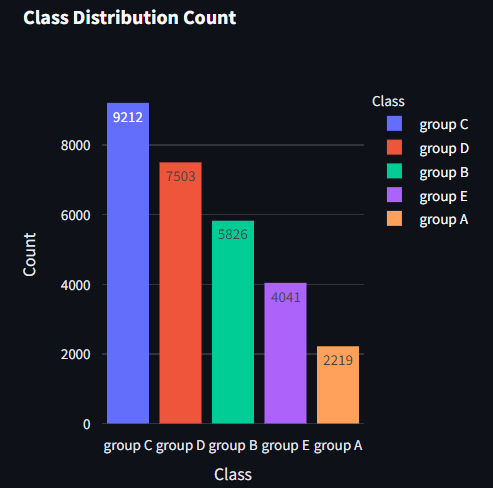 Class Distribution Count
Class
group C
group D
group B
group E
group A
9212
7503
5826
4041
2219
8000
6000
4000
2000
0
Count
group C group D group B group E group A
Class